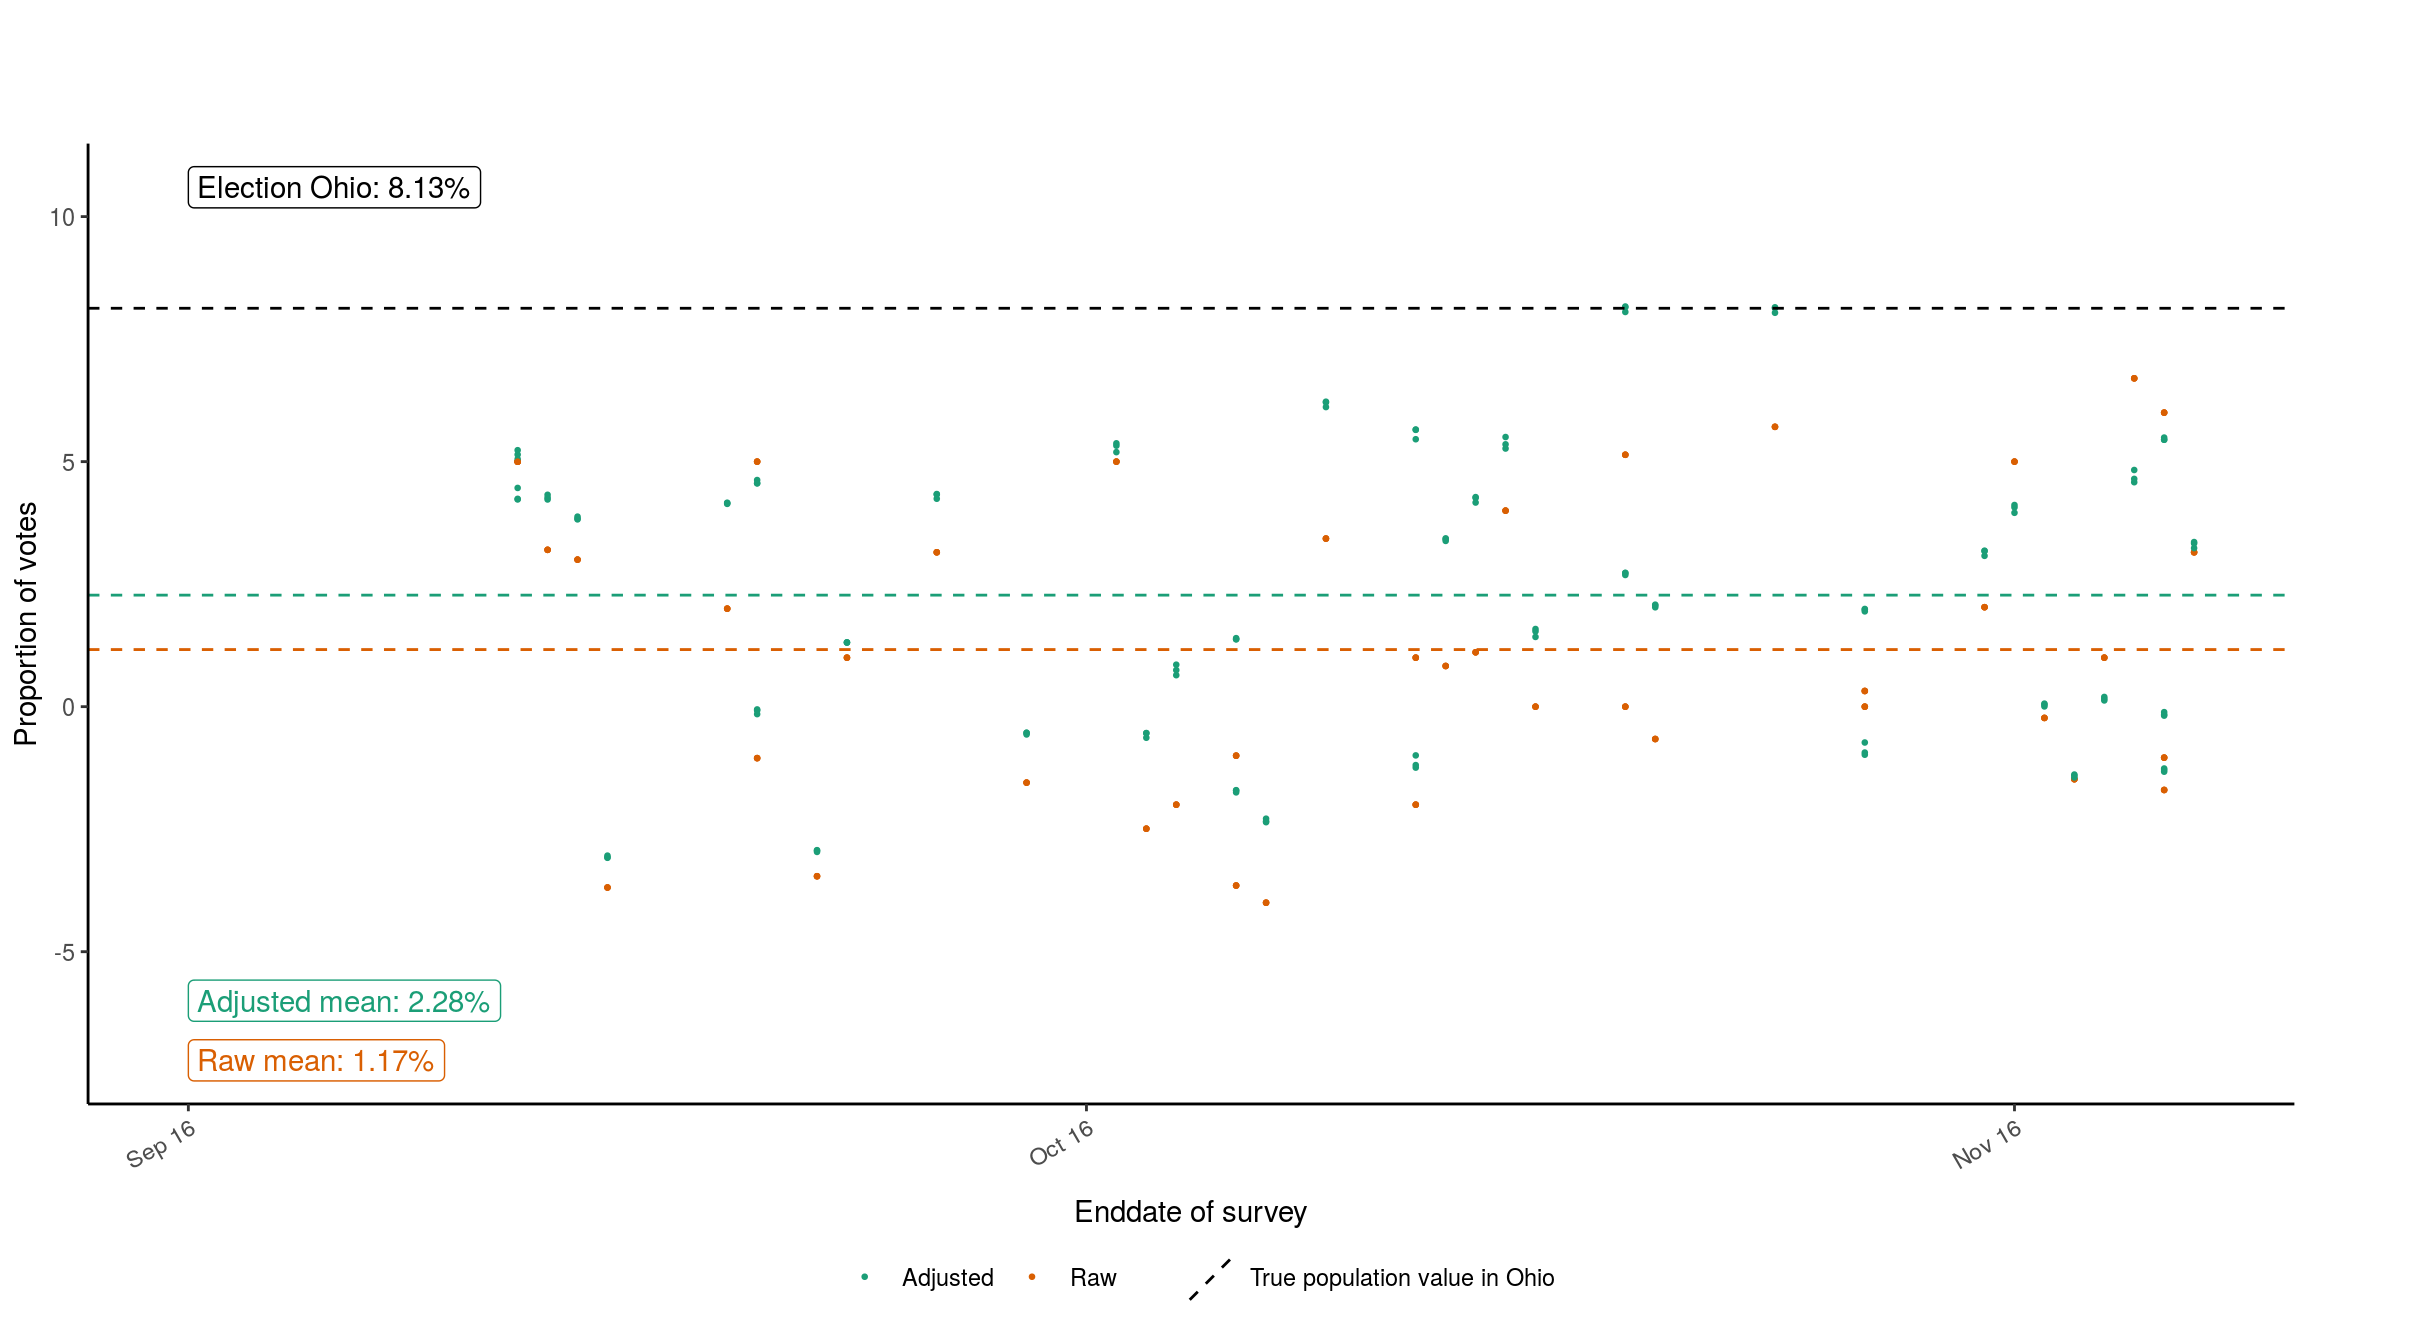 Election Ohio: 8.13%
10
5
0
-5
Proportion of votes
Adjusted mean: 2.28%
Raw mean: 1.17%
Sep 16
Oct 16
Nov 16
Enddate of survey
Adjusted
Raw
True population value in Ohio